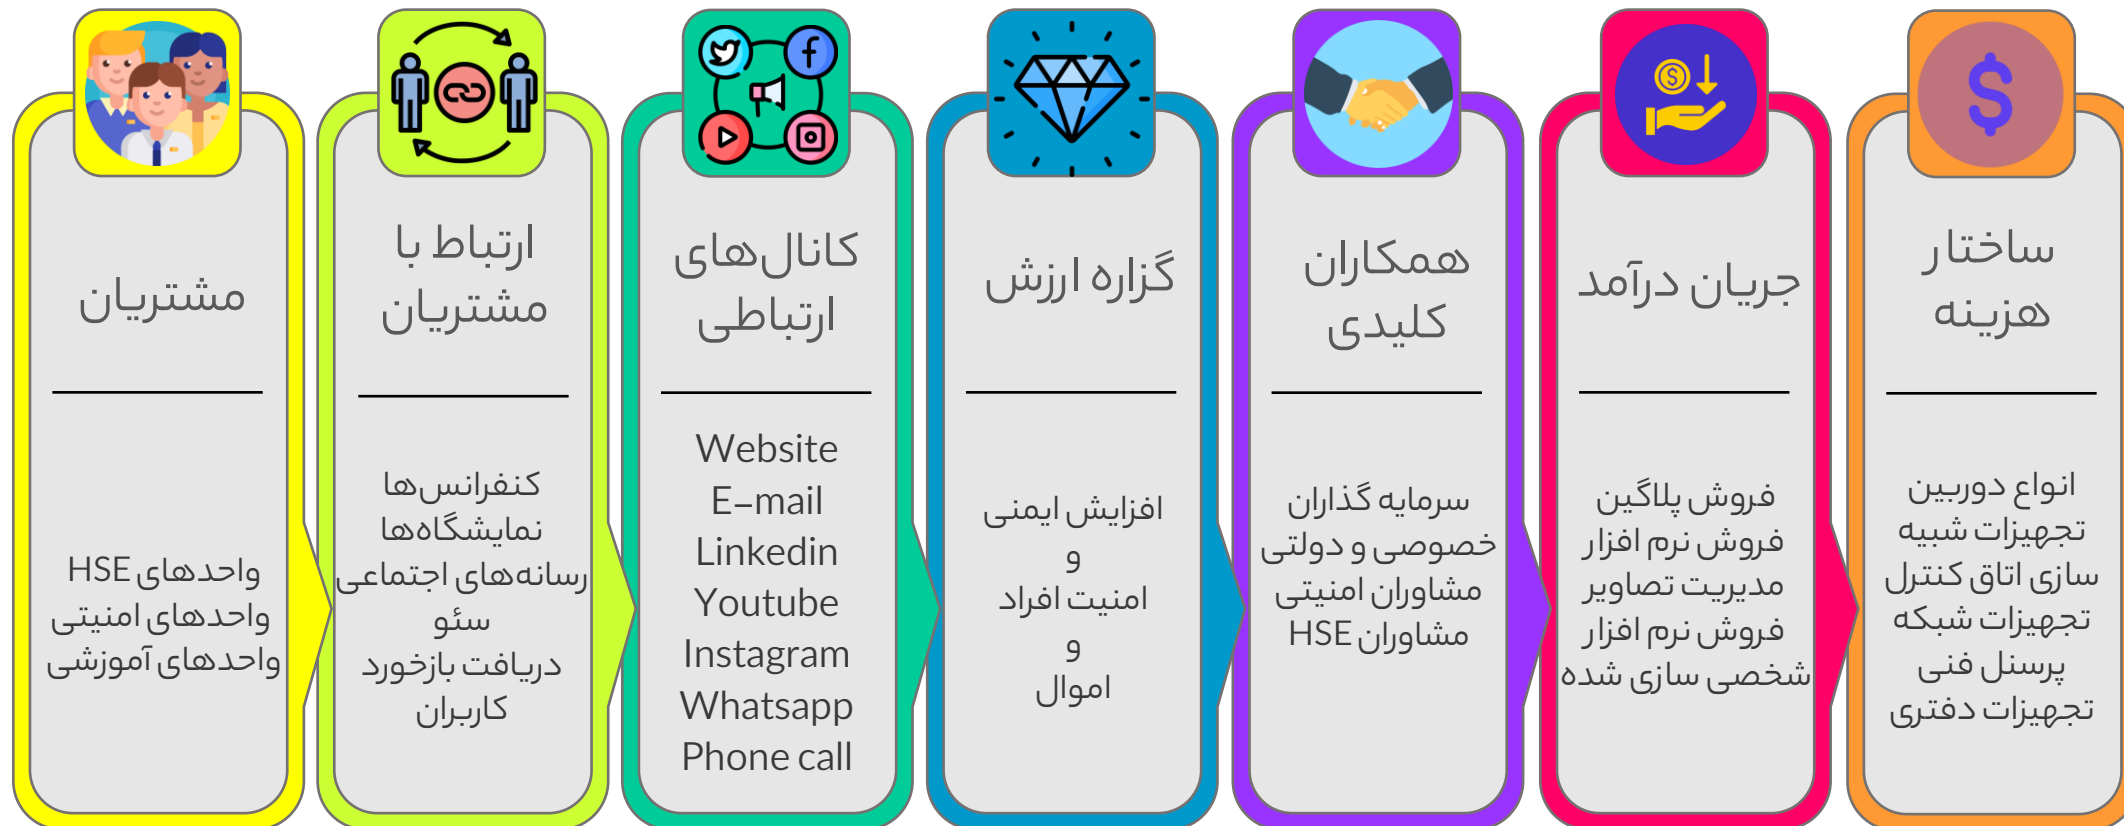 مشتریان
واحدهای HSE
واحدهای امنیتی
واحدهای آموزشی
ارتباط با
مشتریان
کنفرانس‌ها
نمایشگاه‌ها
رسانه‌های اجتماعی
سئو
دریافت بازخورد
کاربران
کانال‌های
ارتباطی
Website
E-mail
Linkedin
Youtube
Instagram
Whatsapp
Phone call
گزاره ارزش
افزایش ایمنی
و
امنیت افراد
و
اموال
همکاران
کلیدی
سرمایه گذاران
خصوصی و دولتی
مشاوران امنیتی
مشاوران HSE
جریان درآمد
فروش پلاگین
فروش نرم افزار
مدیریت تصاویر
فروش نرم افزار
شخصی سازی شده
ساختار
هزینه
انواع دوربین
تجهیزات شبیه
سازی اتاق کنترل
تجهیزات شبکه
پرسنل فنی
تجهیزات دفتری